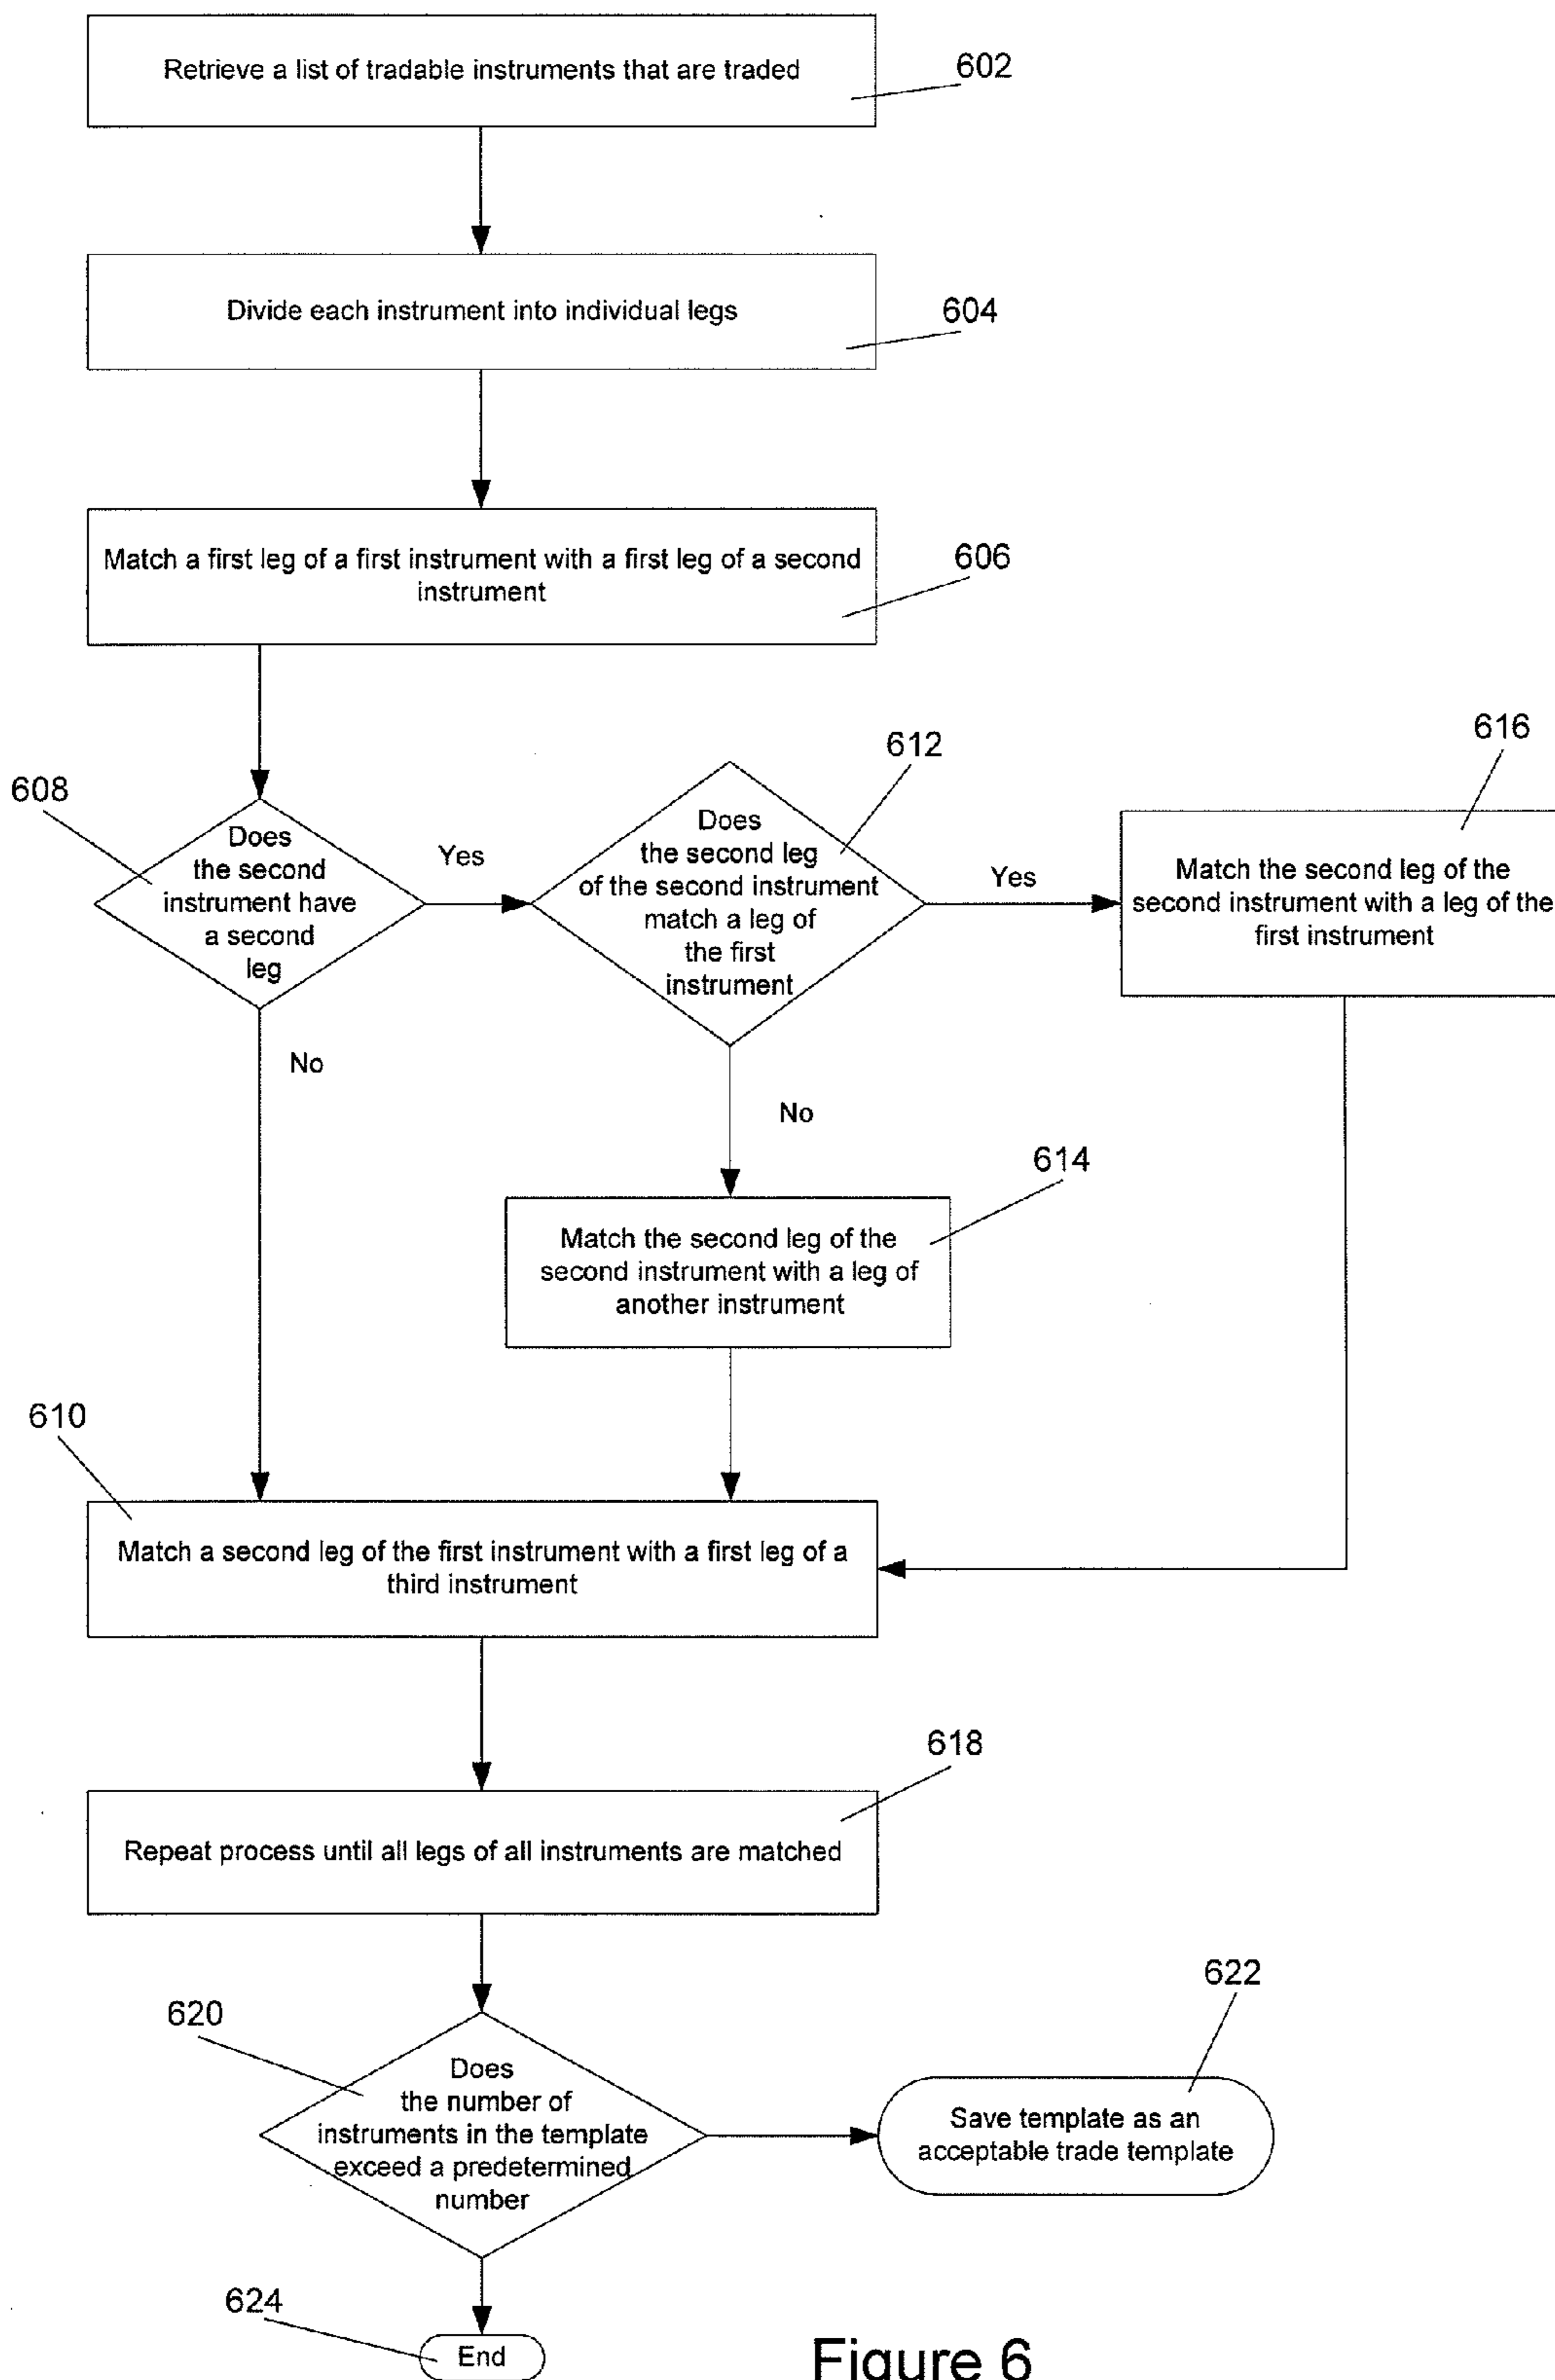 Retrieve a list of tradable instruments that are traded
602
Divide each instrument into individual legs
604
Match a first leg of a first instrument with a first leg of a second
instrument
606
608
Does
the second
instrument have
a second
leg
Yes
No
612
Does
the second leg
of the second instrument
match a leg of
the first
instrument
Yes
No
616
Match the second leg of the
second instrument with a leg of the
first instrument
614
Match the second leg of the
second instrument with a leg of
another instrument
610
Match a second leg of the first instrument with a first leg of a
third instrument
618
Repeat process until all legs of all instruments are matched
620
Does
the number of
instruments in the template
exceed a predetermined
number
622
Save template as an
acceptable trade template
624
End
Figure 6